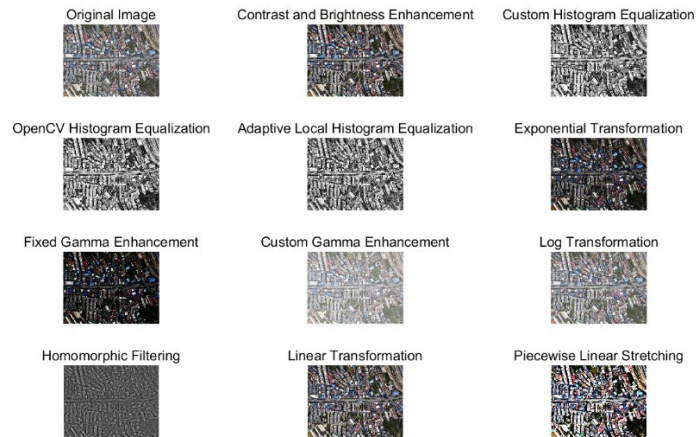 Original Image
Contrast and Brightness Enhancement
Custom Histogram Equalization
OpenCV Histogram Equalization
Adaptive Local Histogram Equalization
Exponential Transformation
Fixed Gamma Enhancement
Custom Gamma Enhancement
Log Transformation
Homomorphic Filtering
Linear Transformation
Piecewise Linear Stretching